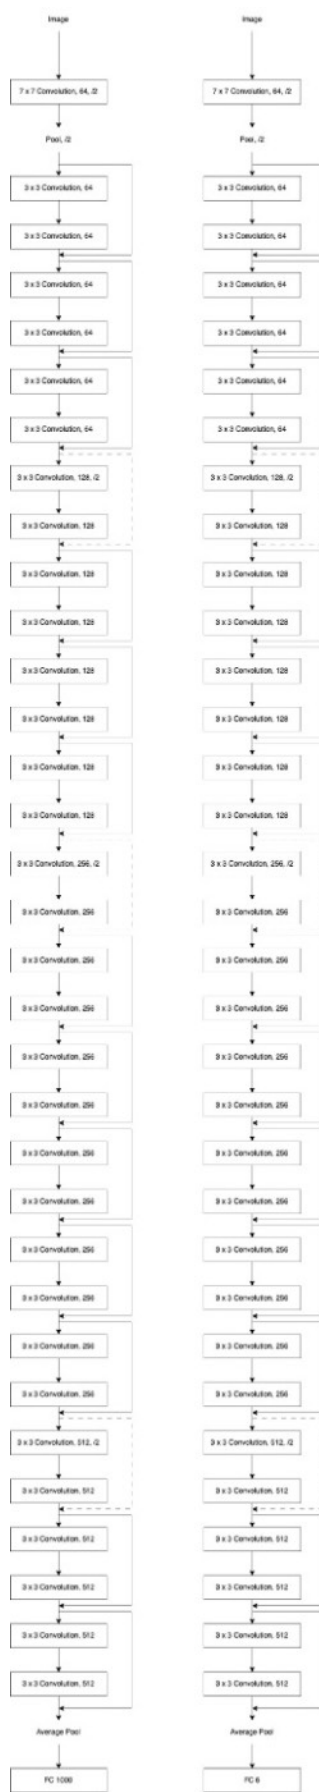 Image
7 x 7 Convolution, 64, /2
Pool, /2
3 x 3 Convolution, 64
3 x 3 Convolution, 64
3 x 3 Convolution, 64
3 x 3 Convolution, 64
3 x 3 Convolution, 64
3 x 3 Convolution, 64
3 x 3 Convolution, 128, /2
3 x 3 Convolution, 128
3 x 3 Convolution, 128
3 x 3 Convolution, 128
3 x 3 Convolution, 128
3 x 3 Convolution, 128
3 x 3 Convolution, 128
3 x 3 Convolution, 128
3 x 3 Convolution, 256, /2
3 x 3 Convolution, 256
3 x 3 Convolution, 256
3 x 3 Convolution, 256
3 x 3 Convolution, 256
3 x 3 Convolution, 256
3 x 3 Convolution, 256
3 x 3 Convolution, 256
3 x 3 Convolution, 256
3 x 3 Convolution, 256
3 x 3 Convolution, 256
3 x 3 Convolution, 256
3 x 3 Convolution, 512, /2
3 x 3 Convolution, 512
3 x 3 Convolution, 512
3 x 3 Convolution, 512
3 x 3 Convolution, 512
3 x 3 Convolution, 512
Average Pool
FC 1000
Image
7 x 7 Convolution, 64, /2
Pool, /2
3 x 3 Convolution, 64
3 x 3 Convolution, 64
3 x 3 Convolution, 64
3 x 3 Convolution, 64
3 x 3 Convolution, 64
3 x 3 Convolution, 64
3 x 3 Convolution, 128, /2
3 x 3 Convolution, 128
3 x 3 Convolution, 128
3 x 3 Convolution, 128
3 x 3 Convolution, 128
3 x 3 Convolution, 128
3 x 3 Convolution, 128
3 x 3 Convolution, 128
3 x 3 Convolution, 256, /2
3 x 3 Convolution, 256
3 x 3 Convolution, 256
3 x 3 Convolution, 256
3 x 3 Convolution, 256
3 x 3 Convolution, 256
3 x 3 Convolution, 256
3 x 3 Convolution, 256
3 x 3 Convolution, 256
3 x 3 Convolution, 256
3 x 3 Convolution, 256
3 x 3 Convolution, 256
3 x 3 Convolution, 512, /2
3 x 3 Convolution, 512
3 x 3 Convolution, 512
3 x 3 Convolution, 512
3 x 3 Convolution, 512
3 x 3 Convolution, 512
Average Pool
FC 6